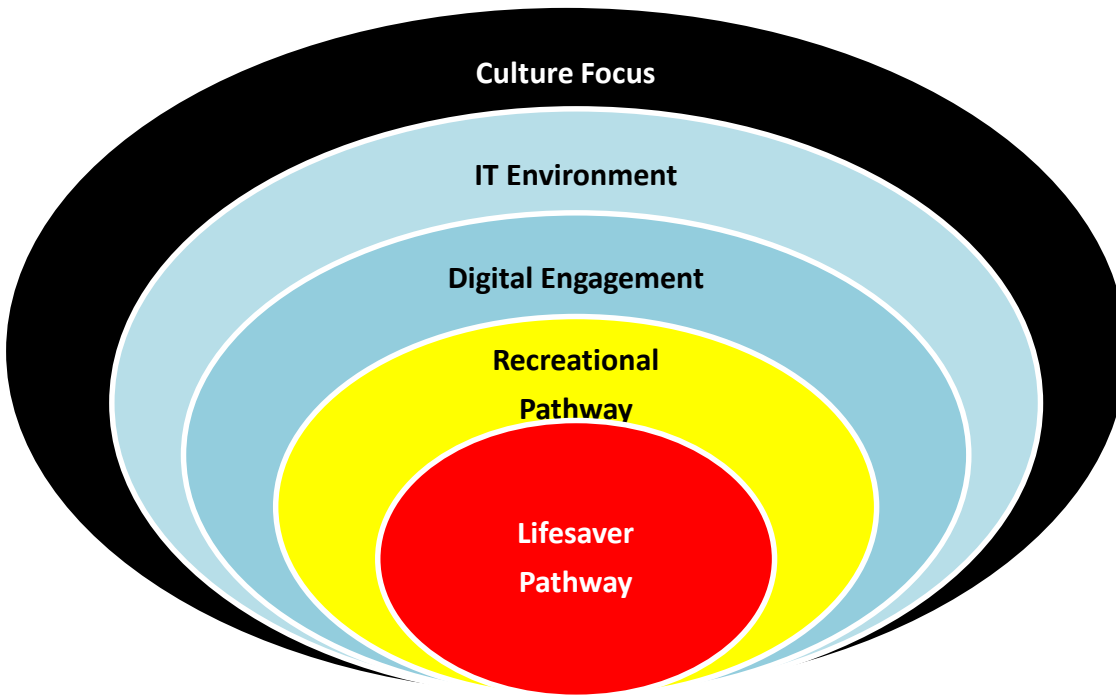 Culture Focus
IT Environment
Digital Engagement
Recreational
Pathway
Lifesaver
Pathway